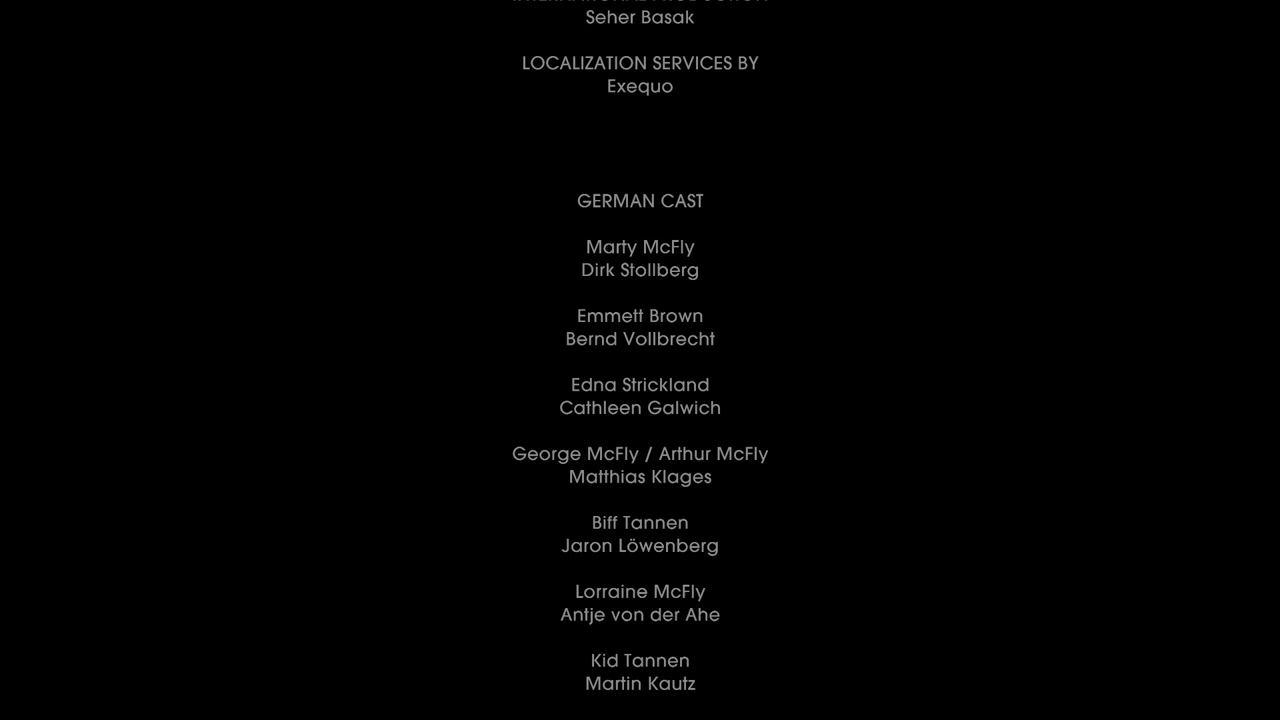 INTERNATIONAL PRODUCTION
Seher Basak
LOCALIZATION SERVICES BY
Exequo
GERMAN CAST
Marty McFly
Dirk Stollberg
Emmett Brown
Bernd Vollbrecht
Edna Strickland
Cathleen Galwich
George McFly / Arthur McFly
Matthias Klages
Biff Tannen
Jaron Löwenberg
Lorraine McFly
Antje von der Ahe
Kid Tannen
Martin Kautz